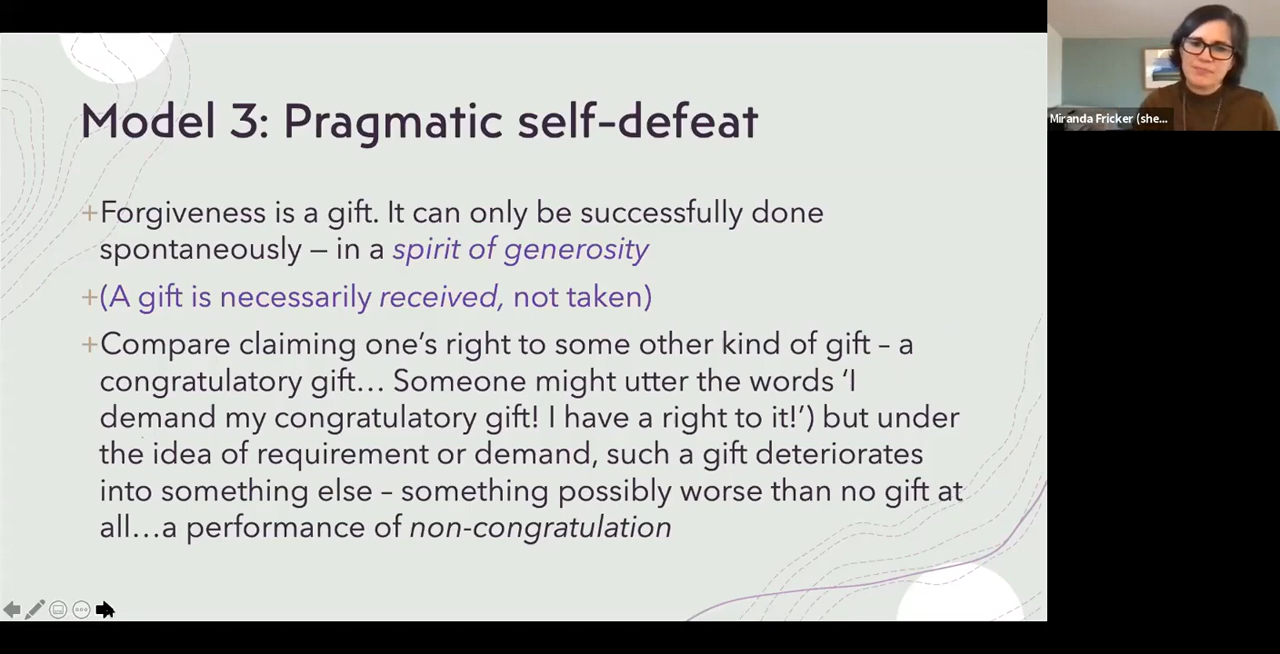 Model 3: Pragmatic self-defeat
+Forgiveness is a gift. It can only be successfully done
spontaneously – in a spirit of generosity
+(A gift is necessarily received, not taken)
+Compare claiming one's right to some other kind of gift – a
congratulatory gift… Someone might utter the words 'I
demand my congratulatory gift! I have a right to it!') but under
the idea of requirement or demand, such a gift deteriorates
into something else – something possibly worse than no gift at
all…a performance of non-congratulation
Miranda Fricker (she...